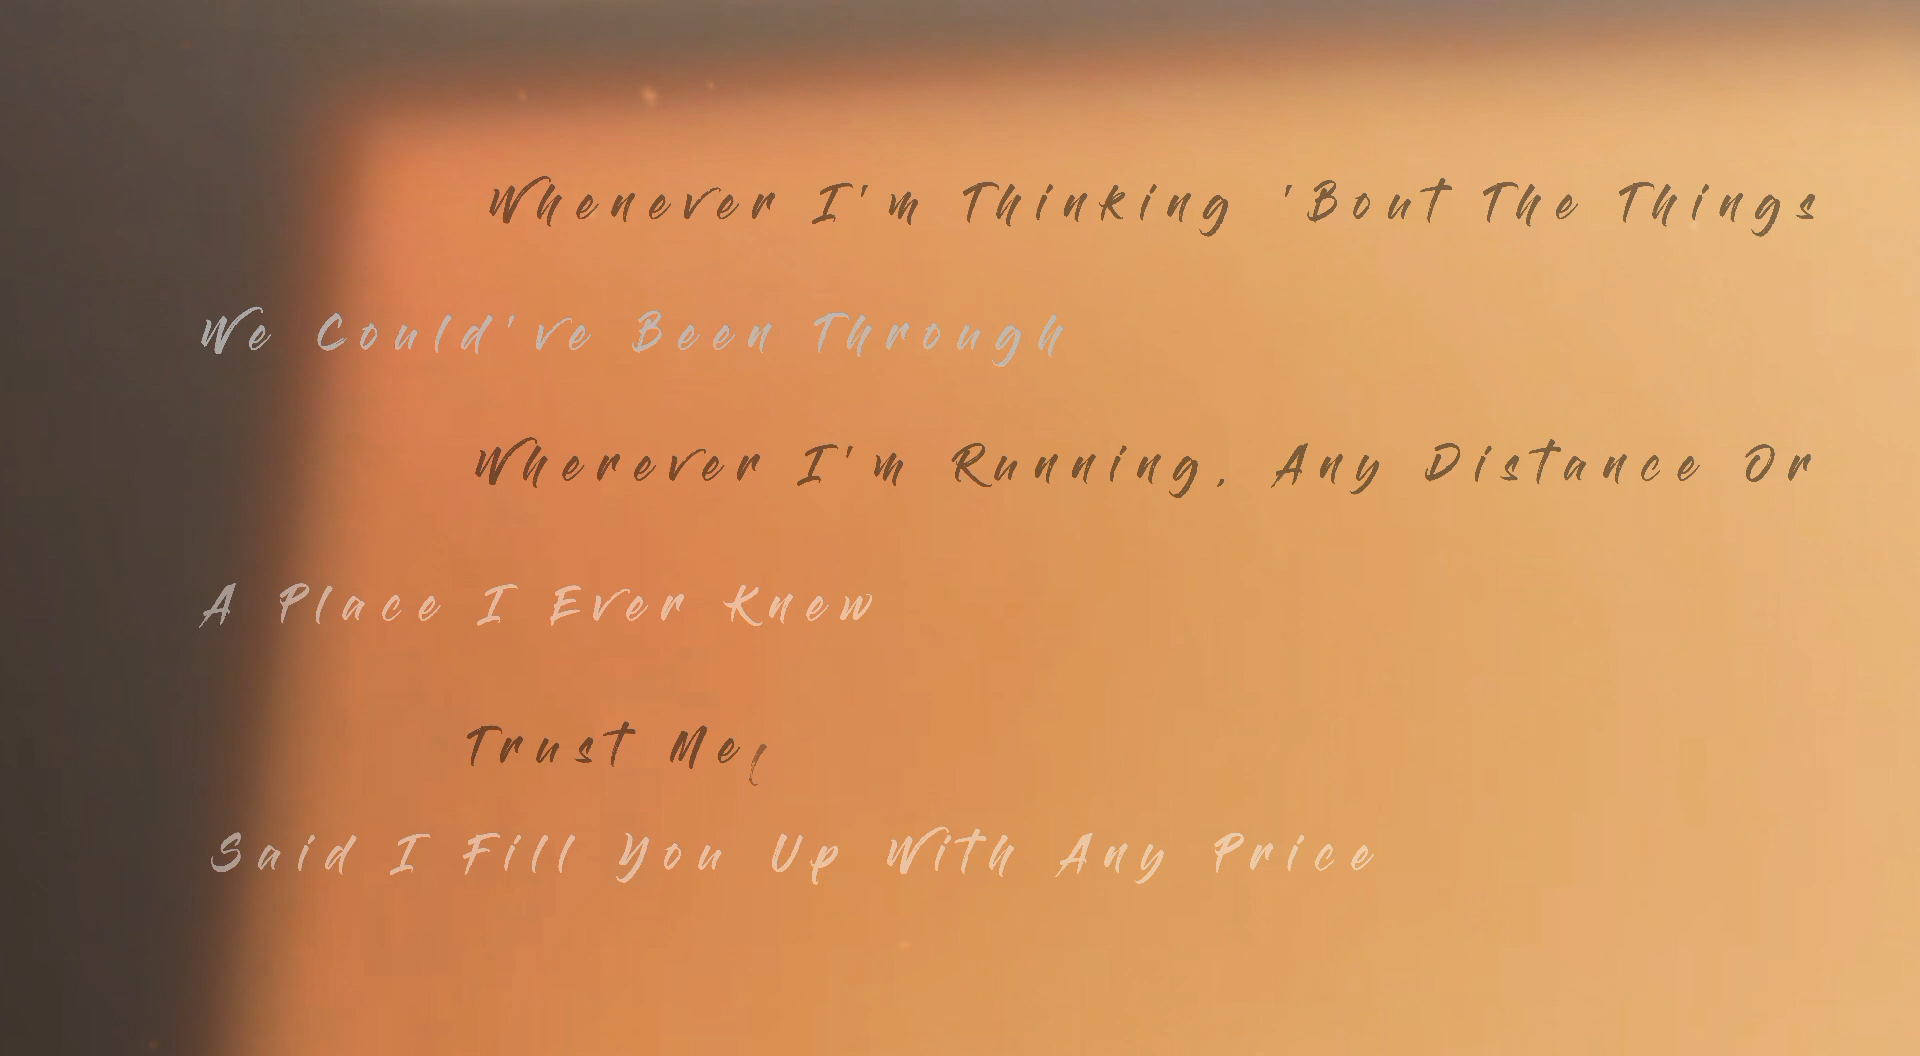 Whenever I'm Thinking 'Bout The Things
We Could've Been Through
Wherever I'm Running, Any Distance Or
A Place I Ever Knew
Trust Me(
Said I Fill You Up With Any Price